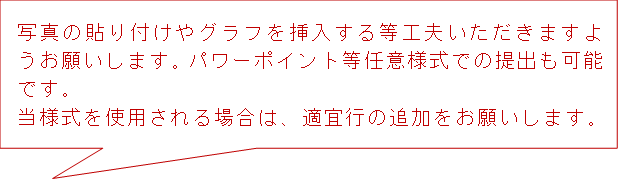 写真の貼り付けやグラフを挿入する等工夫いただきますよ
うお願いします。パワーポイント等任意様式での提出も可能
です。
当様式を使用される場合は、適宜行の追加をお願いします。